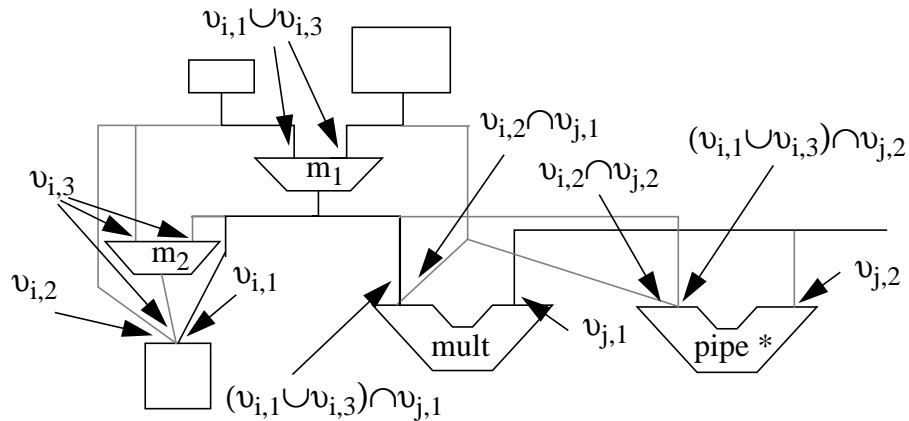 υi,1∪υi,3
m1
υi,2∩υj,1
(υi,1∪υi,3)∩υj,2
υi,2∩υj,2
υi,3
m2
υi,2
υi,1
υj,2
υj,1
mult
pipe *
(υi,1∪υi,3)∩υj,1